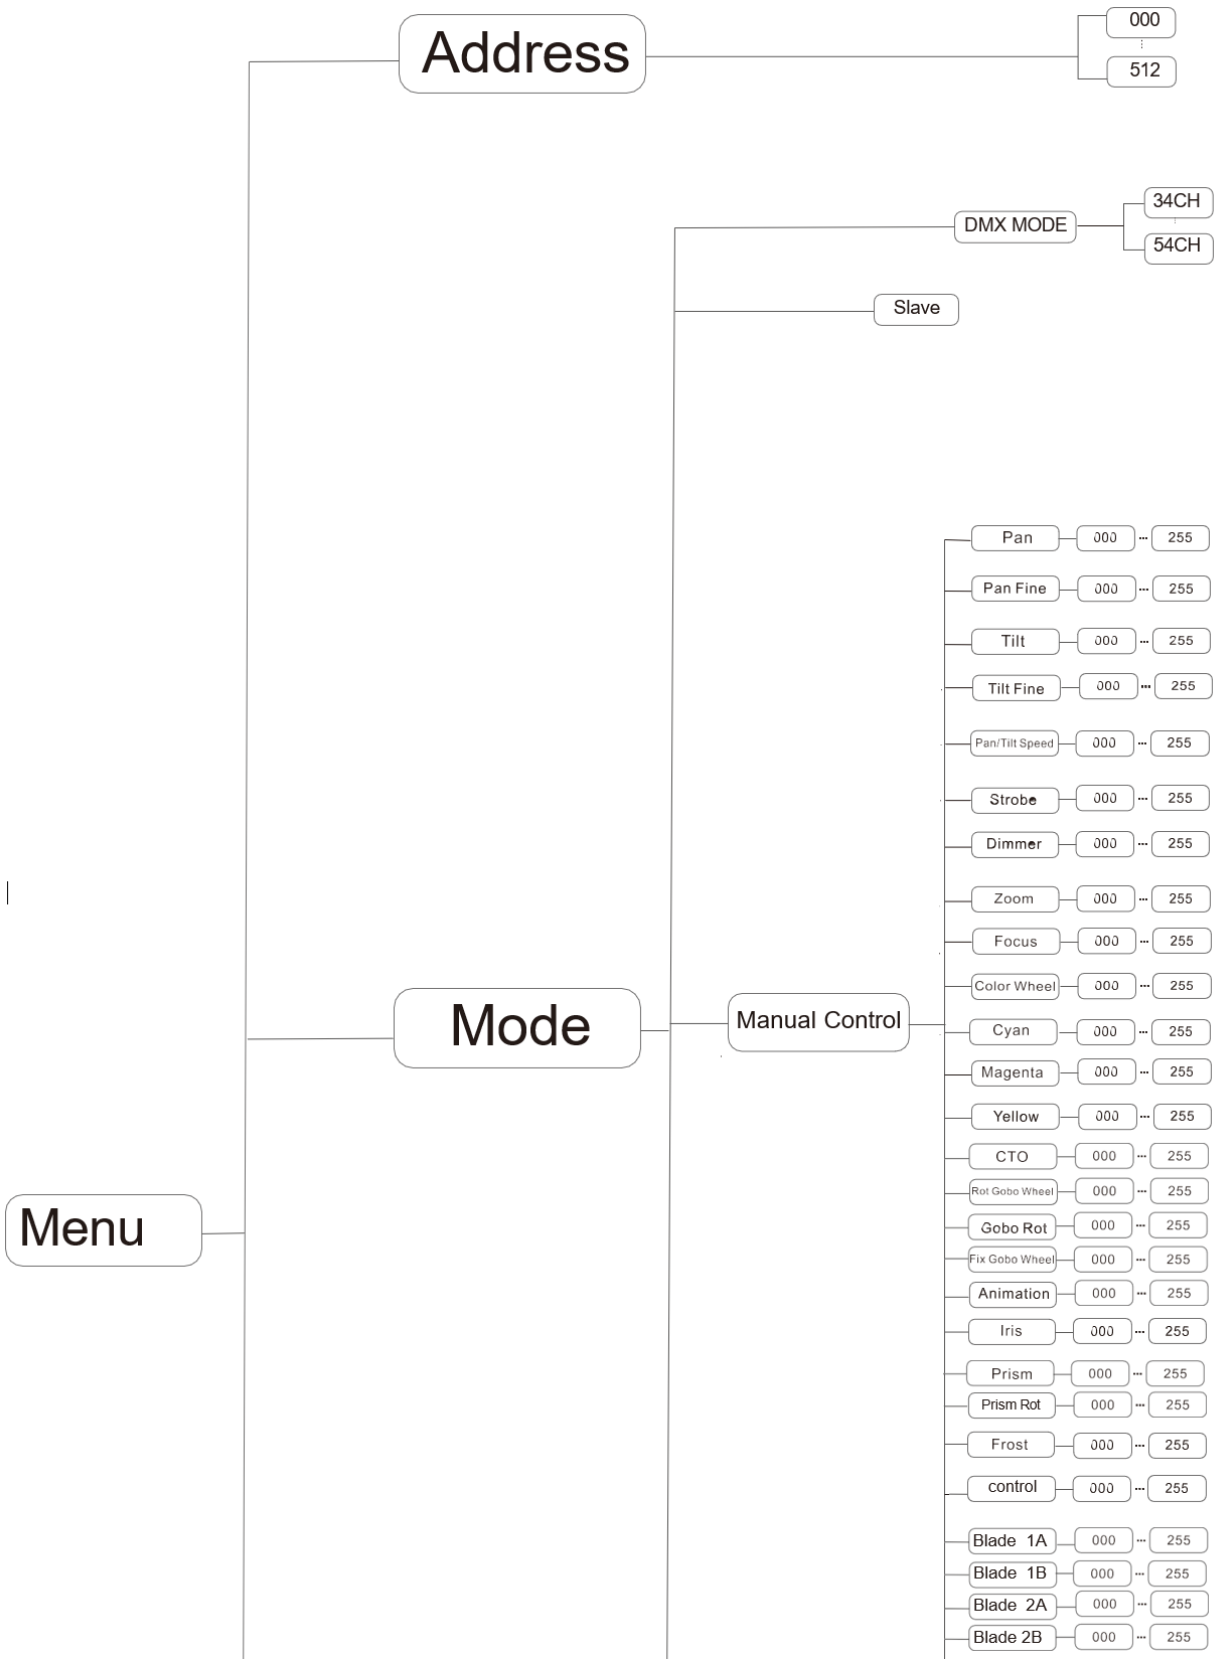 Address
000
512
DMX MODE
34CH
54CH
Slave
Pan 000 ... 255
Pan Fine 000 ... 255
Tilt 000 ... 255
Tilt Fine 000 ... 255
Pan/Tilt Speed 000 ... 255
Strobe 000 ... 255
Dimmer 000 ... 255
Zoom 000 ... 255
Focus 000 ... 255
Color Wheel 000 ... 255
Mode
Manual Control
Cyan 000 ... 255
Magenta 000 ... 255
Yellow 000 ... 255
CTO 000 ... 255
Rot Gobo Wheel 000 ... 255
Menu
Gobo Rot 000 ... 255
Fix Gobo Wheel 000 ... 255
Animation 000 ... 255
Iris 000 ... 255
Prism 000 ... 255
Prism Rot 000 ... 255
Frost 000 ... 255
control 000 ... 255
Blade 1A 000 ... 255
Blade 1B 000 ... 255
Blade 2A 000 ... 255
Blade 2B 000 ... 255